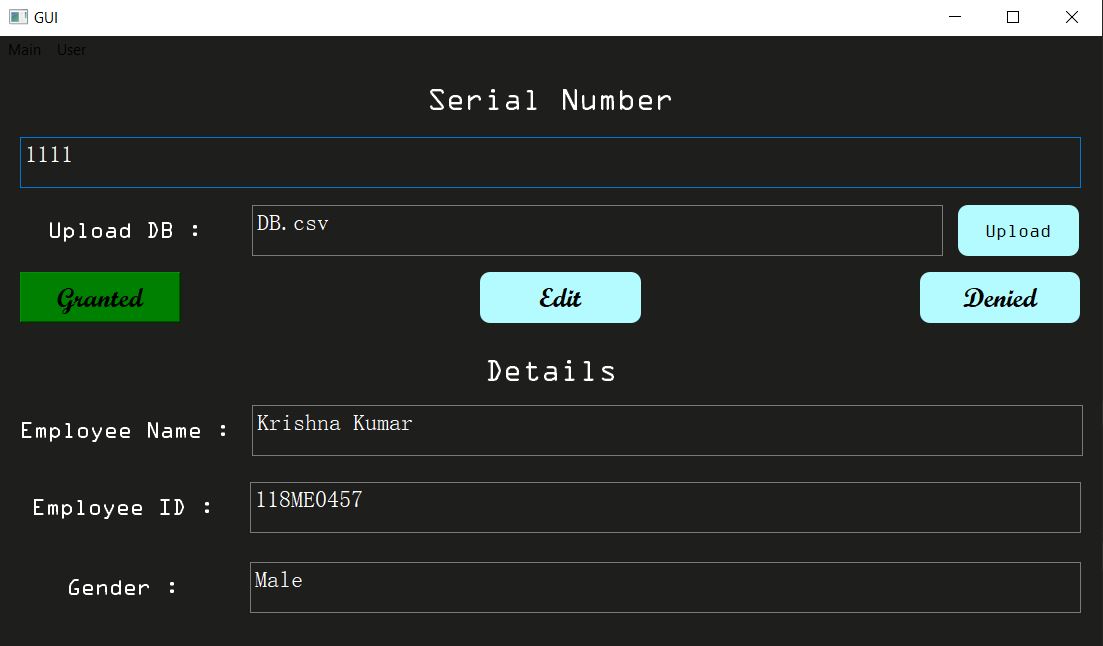 GUI
Main User
Serial Number
1111
Upload DB : DB.csv Upload
Granted Edit Denied
Details
Employee Name : Krishna Kumar
Employee ID : 118ME0457
Gender : Male